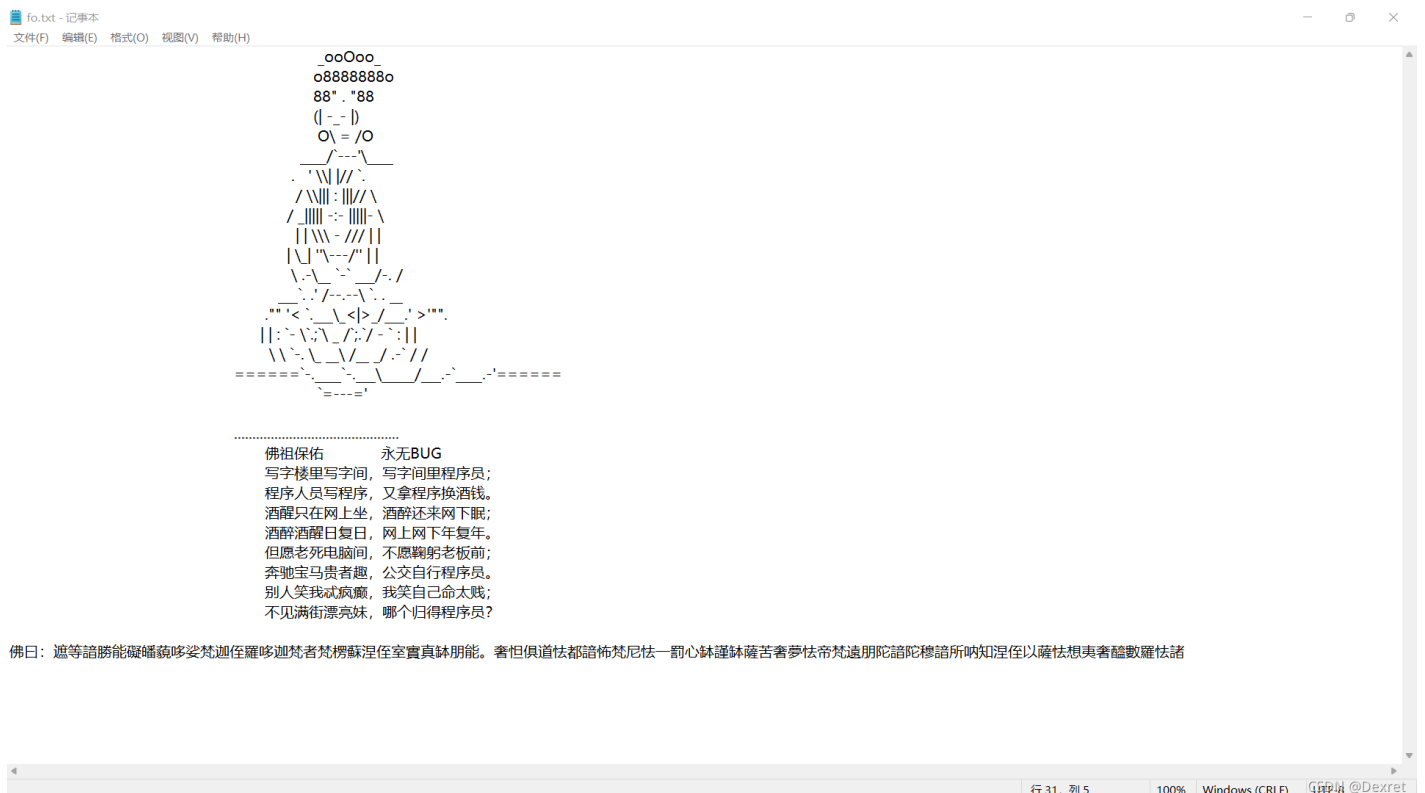 fo.txt - 记事本
文件(F) 编辑(E) 格式(O) 视图(V) 帮助(H)
_ooOoo_
o8888888o
88" . "88
(| -_- |)
O\ = /O
____/`---'\____
. ' \\| |// `.
/ \\||| : |||// \
/ _||||| -:- |||||- \
| | \\\ - /// | |
| \_| ''\---/'' | |
\ .-\__ `-` ___/-. /
___`. .' /--.--\ `. . __
."" '< `.___\_<|>_/___.' >'"".
| | : `- \`.;`\ _ /`;.`/ - ` : | |
\ \ `-. \_ __\ /__ _/ .-` / /
======`-.____`-.___\_____/___.-`____.-'======
`=---='
.............................................
佛祖保佑 永无BUG
写字楼里写字间，写字间里程序员；
程序人员写程序，又拿程序换酒钱。
酒醒只在网上坐，酒醉还来网下眠；
酒醉酒醒日复日，网上网下年复年。
但愿老死电脑间，不愿鞠躬老板前；
奔驰宝马贵者趣，公交自行程序员。
别人笑我忒疯癫，我笑自己命太贱；
不见满街漂亮妹，哪个归得程序员？
佛曰：遮等諳勝能礙皤藐哆娑梵迦侄羅哆迦梵者梵楞蘇涅侄室實真缽朋能。奢怛俱道怯都諳怖梵尼怯一罰心缽謹缽薩苦奢夢怯帝梵遠朋陀諳陀穆諳所呐知涅侄以薩怯想夷奢醯數羅怯諸
行 31，列 5 100% Windows (CRLF)
CSDN @Dexret